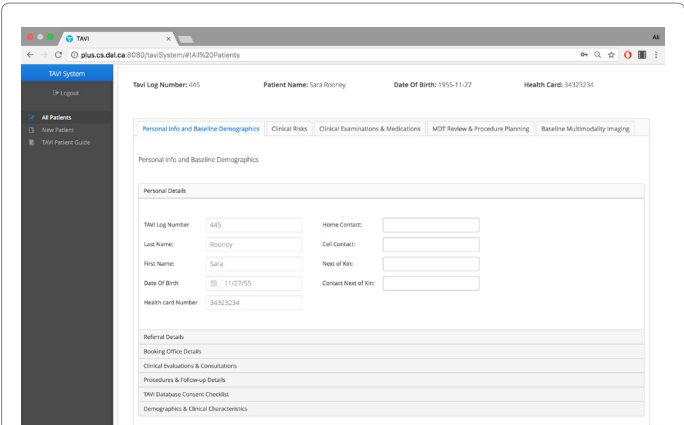 TAVI
Ali
plus.cs.dal.ca:8080/taviSystem/#!All%20Patients
TAVI System
Logout
All Patients
New Patient
TAVI Patient Guide
Tavi Log Number: 445 Patient Name: Sara Rooney Date Of Birth: 1955-11-27 Health Card: 34323234
Personal Info and Baseline Demographics Clinical Risks Clinical Examinations & Medications MDT Review & Procedure Planning Baseline Multimodality Imaging
Personal Info and Baseline Demographics
Personal Details
TAVI Log Number 445 Home Contact:
Last Name: Rooney Cell Contact:
First Name: Sara Next of Kin:
Date Of Birth 11/27/55 Contact Next of Kin:
Health card Number 34323234
Referral Details
Booking Office Details
Clinical Evaluations & Consultations
Procedures & Follow-up Details
TAVI Database Consent Checklist
Demographics & Clinical Characteristics